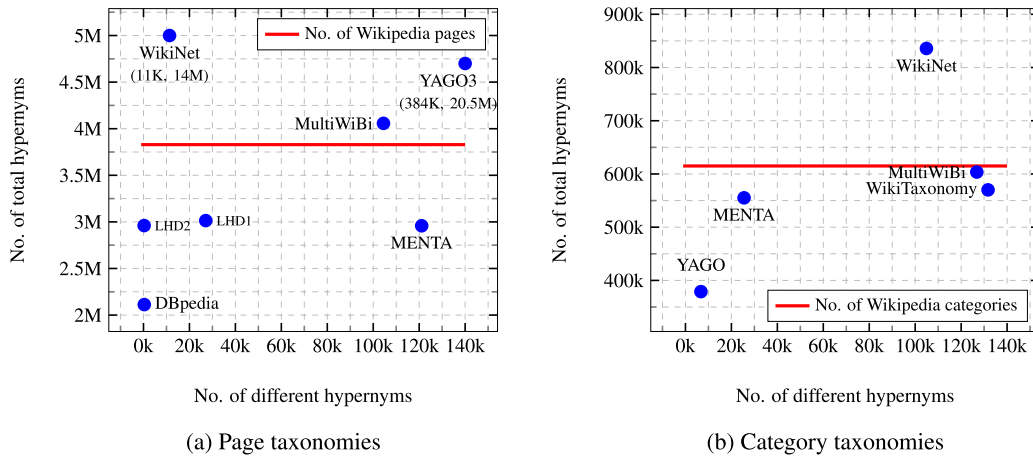 5M
4.5M
4M
3.5M
3M
2.5M
2M
No. of total hypernyms
No. of Wikipedia pages
WikiNet
(11K, 14M)
YAGO3
(384K, 20.5M)
MultiWiBi
LHD2
LHD1
MENTA
DBpedia
0k 20k 40k 60k 80k 100k 120k 140k
No. of different hypernyms
(a) Page taxonomies
900k
800k
700k
600k
500k
400k
No. of total hypernyms
WikiNet
MultiWiBi
WikiTaxonomy
MENTA
YAGO
No. of Wikipedia categories
0k 20k 40k 60k 80k 100k 120k 140k
No. of different hypernyms
(b) Category taxonomies